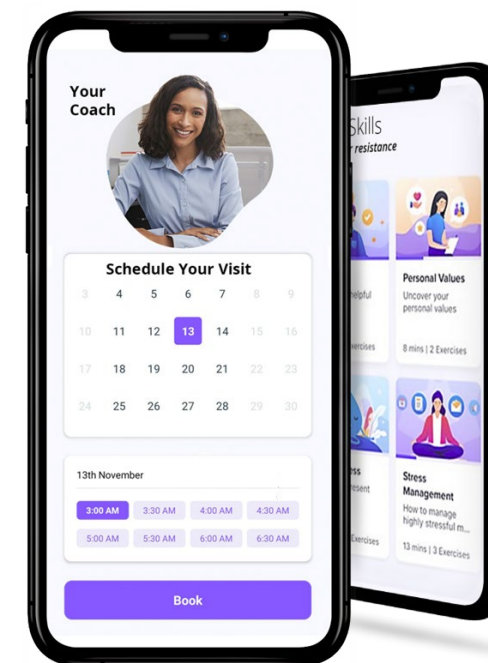 Your
Coach
Schedule Your Visit
3 4 5 6 7 8 9
10 11 12 13 14 15 16
17 18 19 20 21 22 23
24 25 26 27 28 29 30
13th November
3:00 AM 3:30 AM 4:00 AM 4:30 AM
5:00 AM 5:30 AM 6:00 AM 6:30 AM
Book
Skills
resistance
helpful
Personal Values
Uncover your
personal values
8 mins | 2 Exercises
Stress
Management
How to manage
highly stressful m...
Exercises
13 mins | 3 Exercises